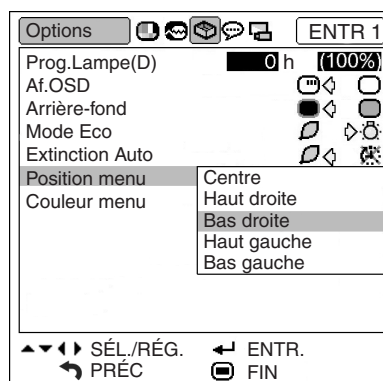 Options ENTR 1
Prog.Lampe(D) 0 h (100%)
Af.OSD
Arrière-fond
Mode Eco
Extinction Auto
Position menu
Couleur menu
Centre
Haut droite
Bas droite
Haut gauche
Bas gauche
SÉL./RÉG. ENTR.
PRÉC FIN